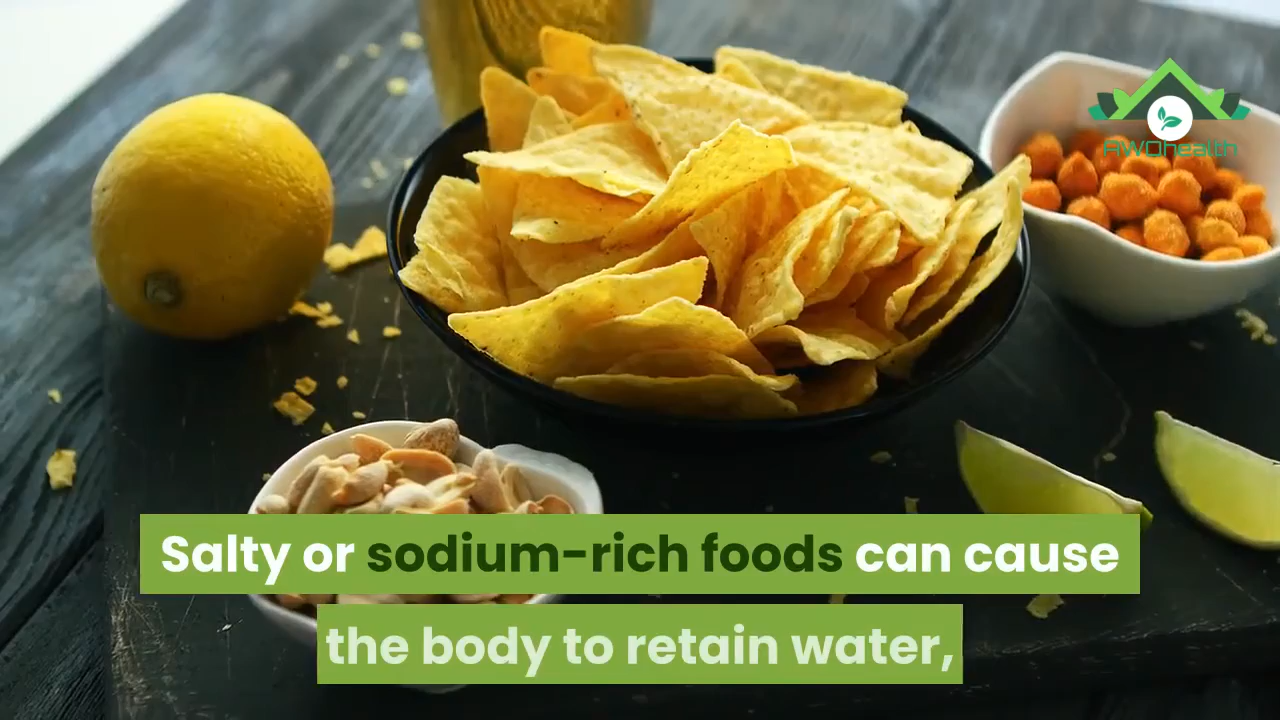 AWOhealth
Salty or sodium-rich foods can cause
the body to retain water,